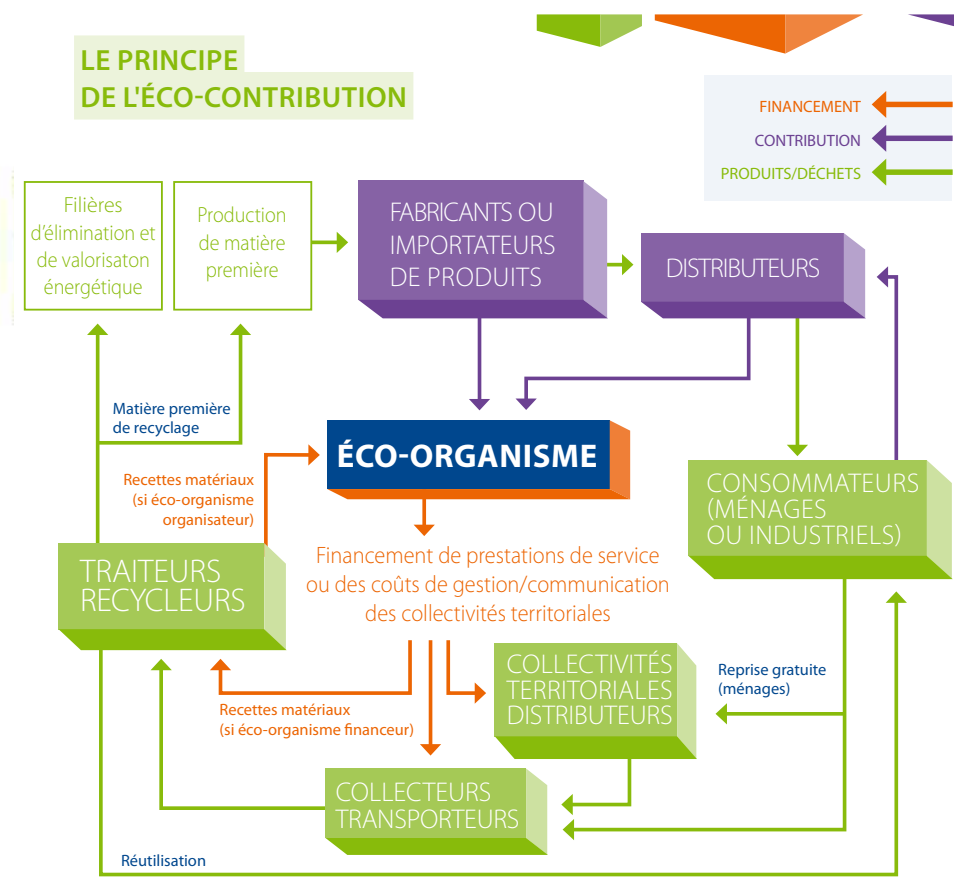 LE PRINCIPE
DE L'ÉCO-CONTRIBUTION
FINANCEMENT
CONTRIBUTION
PRODUITS/DÉCHETS
Filières
d'élimination et
de valorisaton
énergétique
Production
de matière
première
FABRICANTS OU
IMPORTATEURS
DE PRODUITS
DISTRIBUTEURS
Matière première
de recyclage
ÉCO-ORGANISME
Recettes matériaux
(si éco-organisme
organisateur)
CONSOMMATEURS
(MÉNAGES
OU INDUSTRIELS)
TRAITEURS
RECYCLEURS
Financement de prestations de service
ou des coûts de gestion/communication
des collectivités territoriales
COLLECTIVITÉS
TERRITORIALES
DISTRIBUTEURS
Reprise gratuite
(ménages)
Recettes matériaux
(si éco-organisme financeur)
COLLECTEURS
TRANSPORTEURS
Réutilisation